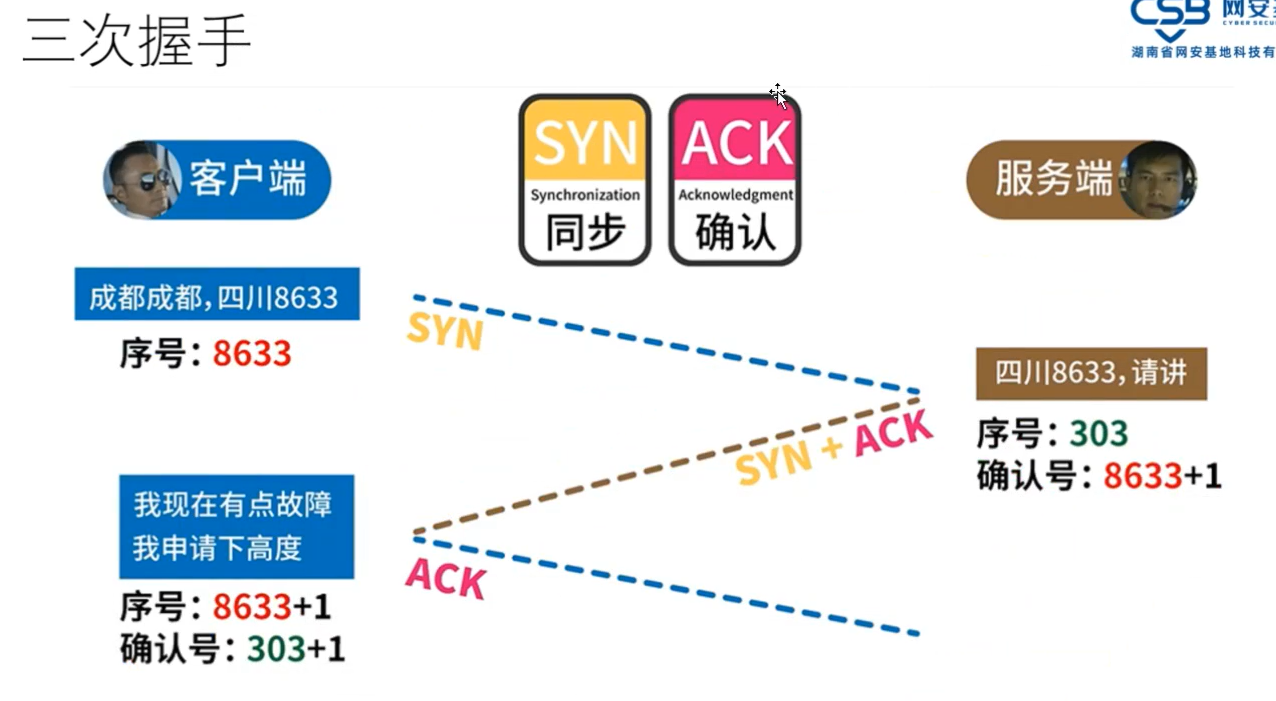 三次握手
CSB 网安
CYBER SECU
湖南省网安基地科技有
SYN
Synchronization
同步
ACK
Acknowledgment
确认
客户端
服务端
成都成都,四川8633
序号:8633
SYN
四川8633,请讲
序号:303
确认号:8633+1
SYN + ACK
我现在有点故障
我申请下高度
序号:8633+1
确认号:303+1
ACK